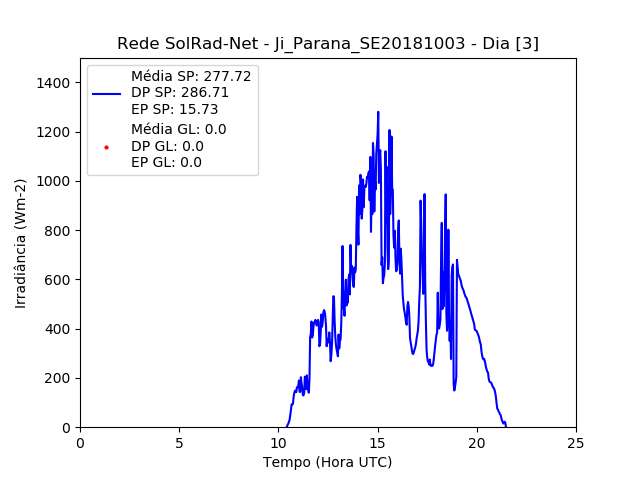 Rede SolRad-Net - Ji_Parana_SE20181003 - Dia [3]
Média SP: 277.72
DP SP: 286.71
EP SP: 15.73
Média GL: 0.0
DP GL: 0.0
EP GL: 0.0
1400
1200
1000
800
600
400
200
0
Irradiância (Wm-2)
0 5 10 15 20 25
Tempo (Hora UTC)